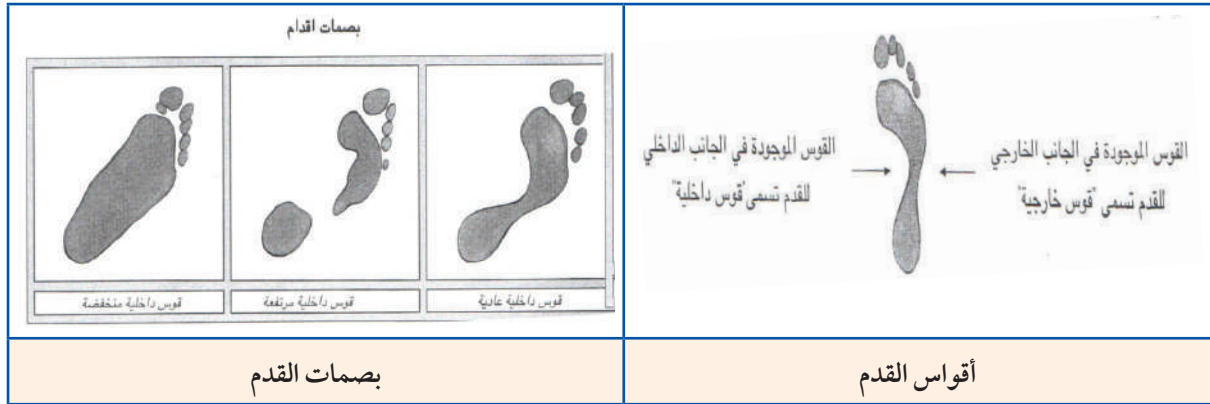 القوس الموجودة في الجانب الخارجي
للقدم تسمى "قوس خارجية"
القوس الموجودة في الجانب الداخلي
للقدم تسمى "قوس داخلية"
أقواس القدم
بصمات اقدام
قوس داخلية عادية
قوس داخلية مرتفعة
قوس داخلية منخفضة
بصمات القدم